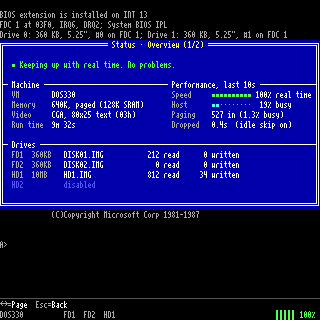 BIOS extension is installed on INT 13
FDC 1 at 03F0, IRQ6, DRQ2; System BIOS IPL
Drive 0: 360 KB, 5.25", #0 on FDC 1; Drive 1: 360 KB, 5.25", #1 on FDC 1
Status - Overview (1/2)
Keeping up with real time. No problems.
Machine
VM DOS330
Memory 640K, paged (128K SRAM)
Video CGA, 80x25 text (03h)
Run time 9m 32s
Performance, last 10s
Speed 100% real time
Host 19% busy
Paging 527 in (1.3% busy)
Dropped 0.4s (idle skip on)
Drives
FD1 360KB DISK01.IMG 212 read 0 written
FD2 360KB DISK02.IMG 0 read 0 written
HD1 10MB HD1.IMG 812 read 34 written
HD2 disabled
(C)Copyright Microsoft Corp 1981-1987
A>
↔=Page Esc=Back
DOS330 FD1 FD2 HD1 100%